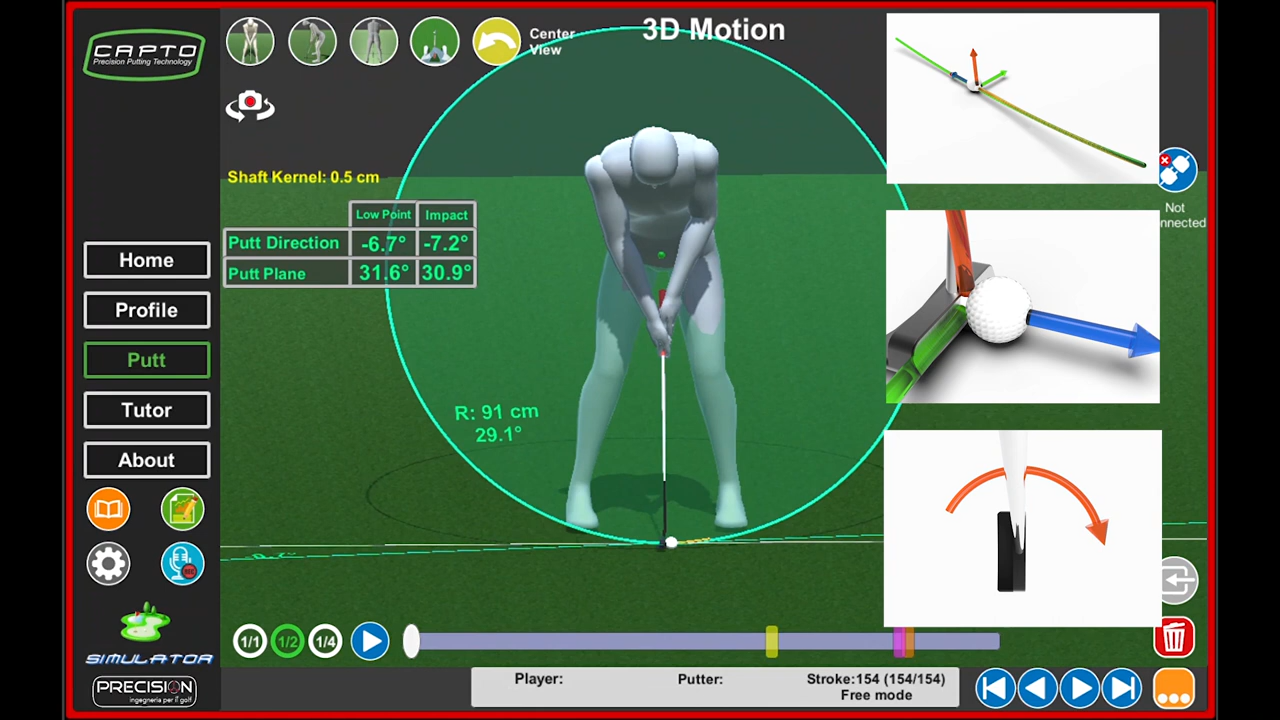 CAPTO
Precision Putting Technology
Center
View
3D Motion
Shaft Kernel: 0.5 cm
Low Point Impact
Putt Direction -6.7° -7.2°
Putt Plane 31.6° 30.9°
R: 91 cm
29.1°
Not
nnected
Home
Profile
Putt
Tutor
About
REC
SIMULATOR
PRECISION
ingegneria per il golf
1/1 1/2 1/4
Player: Putter: Stroke:154 (154/154)
Free mode